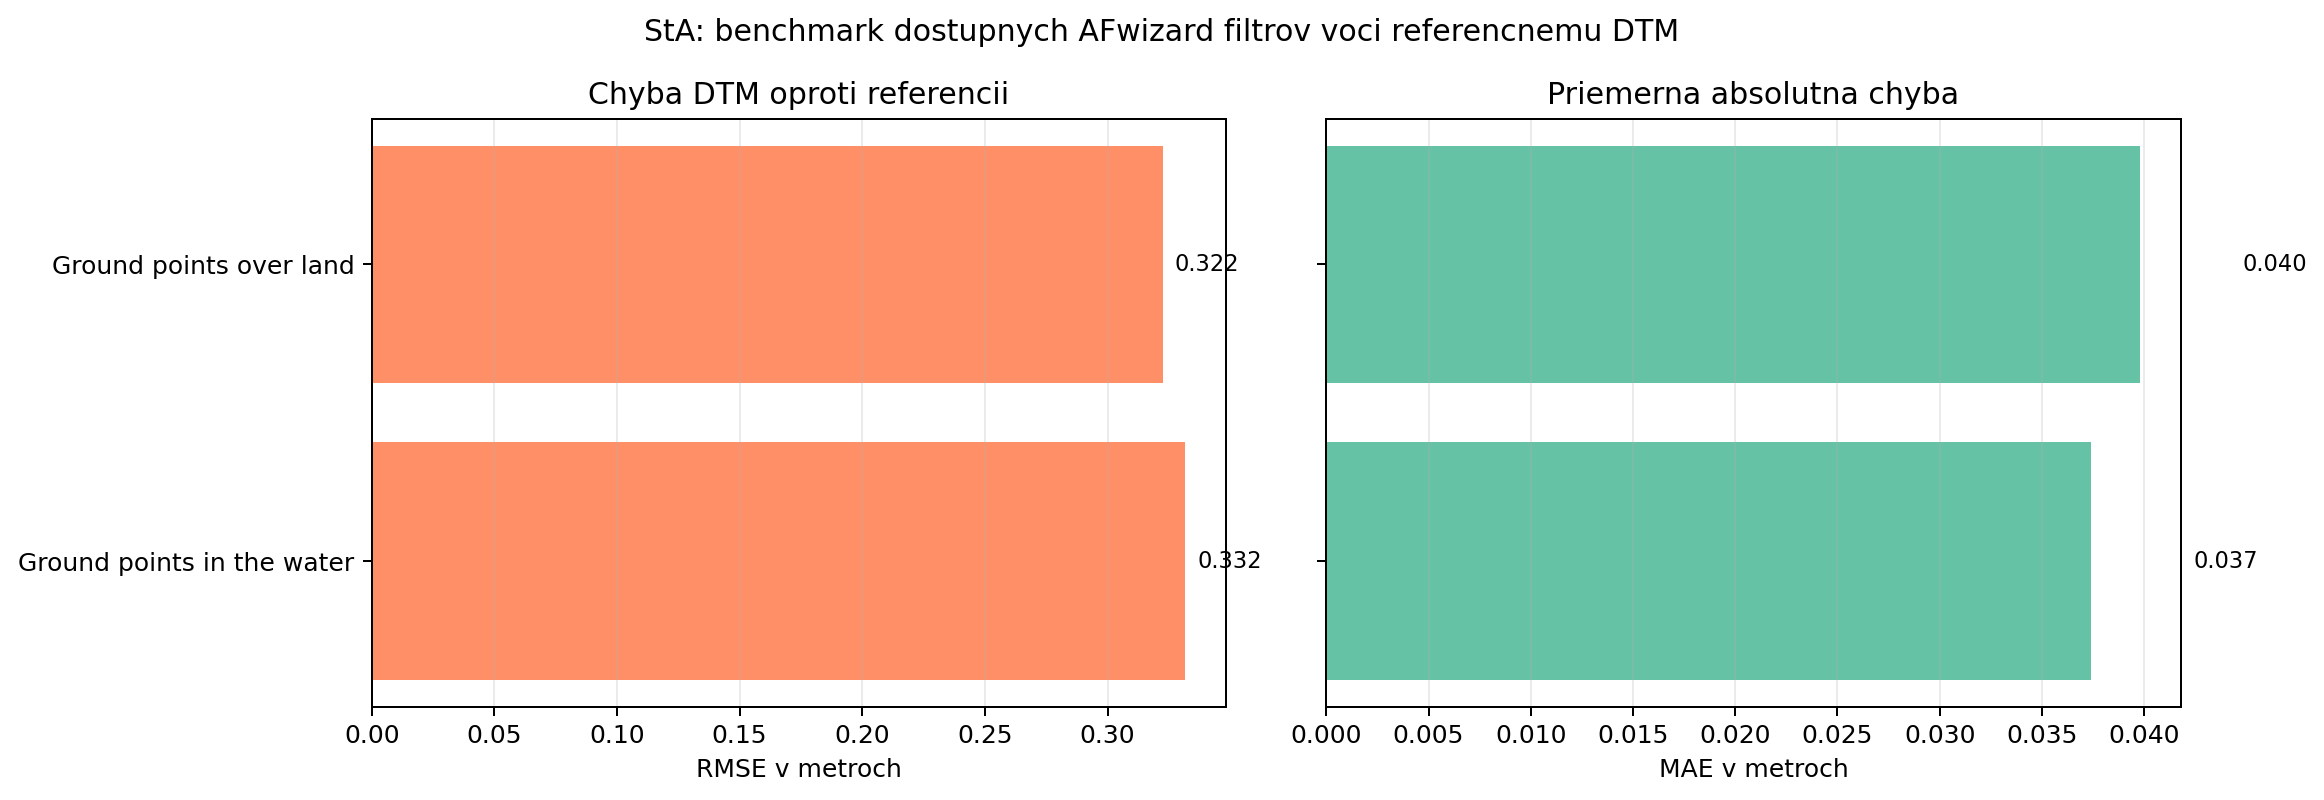 StA: benchmark dostupnych AFwizard filtrov voci referencnemu DTM
Chyba DTM oproti referencii
Ground points over land
0.322
Ground points in the water
0.332
0.00 0.05 0.10 0.15 0.20 0.25 0.30
RMSE v metroch
Priemerna absolutna chyba
0.040
0.037
0.000 0.005 0.010 0.015 0.020 0.025 0.030 0.035 0.040
MAE v metroch